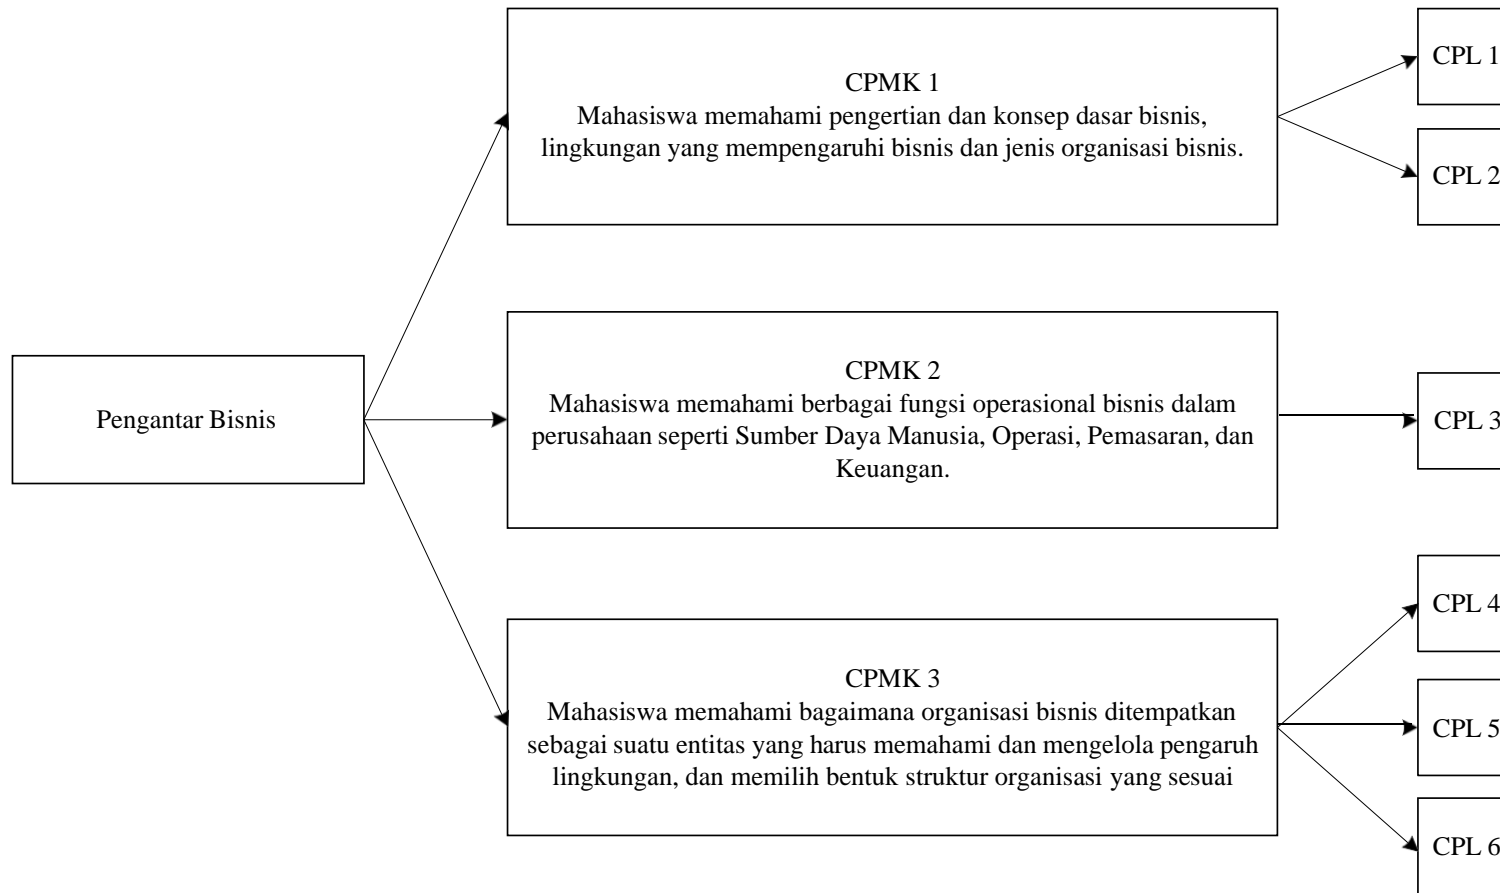 Pengantar Bisnis
CPMK 1
Mahasiswa memahami pengertian dan konsep dasar bisnis,
lingkungan yang mempengaruhi bisnis dan jenis organisasi bisnis.
CPL 1
CPL 2
CPMK 2
Mahasiswa memahami berbagai fungsi operasional bisnis dalam
perusahaan seperti Sumber Daya Manusia, Operasi, Pemasaran, dan
Keuangan.
CPL 3
CPMK 3
Mahasiswa memahami bagaimana organisasi bisnis ditempatkan
sebagai suatu entitas yang harus memahami dan mengelola pengaruh
lingkungan, dan memilih bentuk struktur organisasi yang sesuai
CPL 4
CPL 5
CPL 6